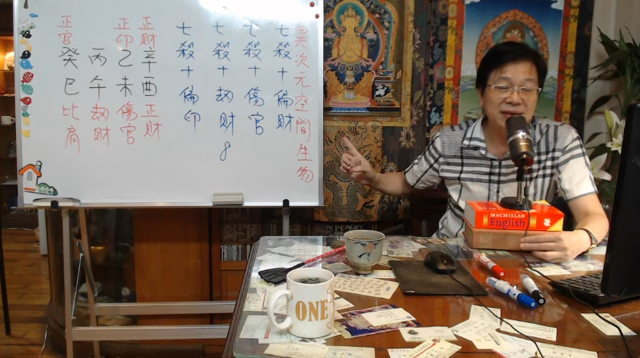 異次元空間生物
七殺+偏財
七殺+傷官
七殺+劫財8
七殺+偏印
正財辛酉正財
正印乙未傷官
丙午劫財
正官癸巳比肩
MACMILLAN
English
ONE